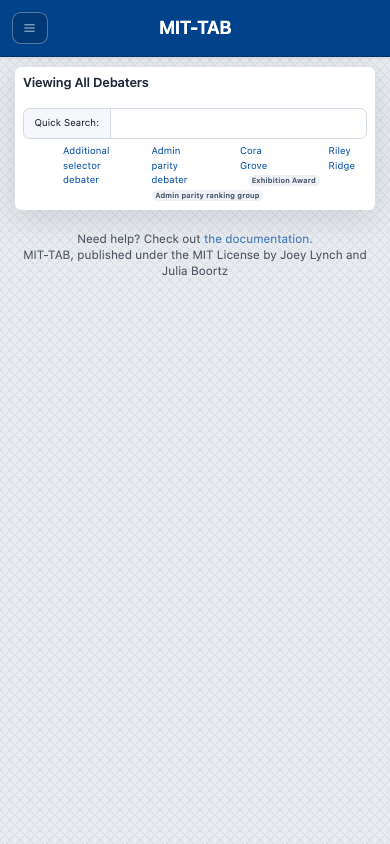 MIT-TAB
Viewing All Debaters
Quick Search:
Additional selector debater
Admin parity debater
Admin parity ranking group
Cora Grove
Exhibition Award
Riley Ridge
Need help? Check out the documentation.
MIT-TAB, published under the MIT License by Joey Lynch and
Julia Boortz